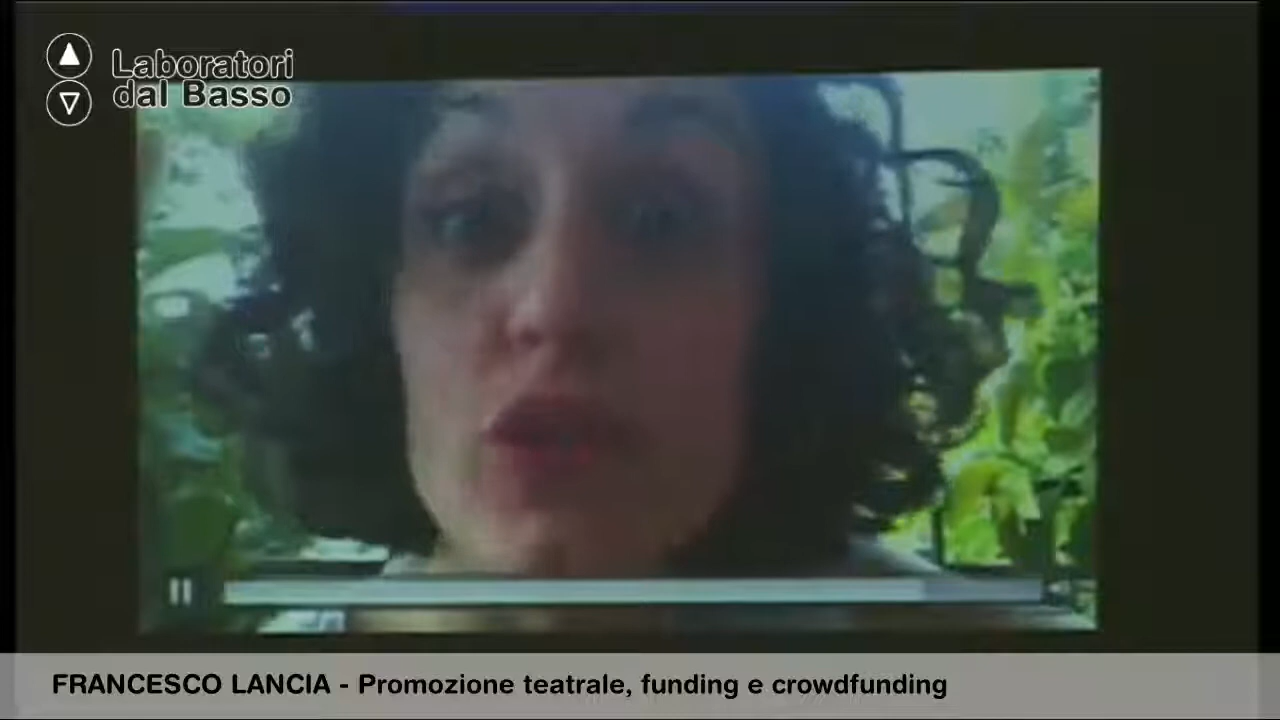 Laboratori
dal Basso
FRANCESCO LANCIA - Promozione teatrale, funding e crowdfunding